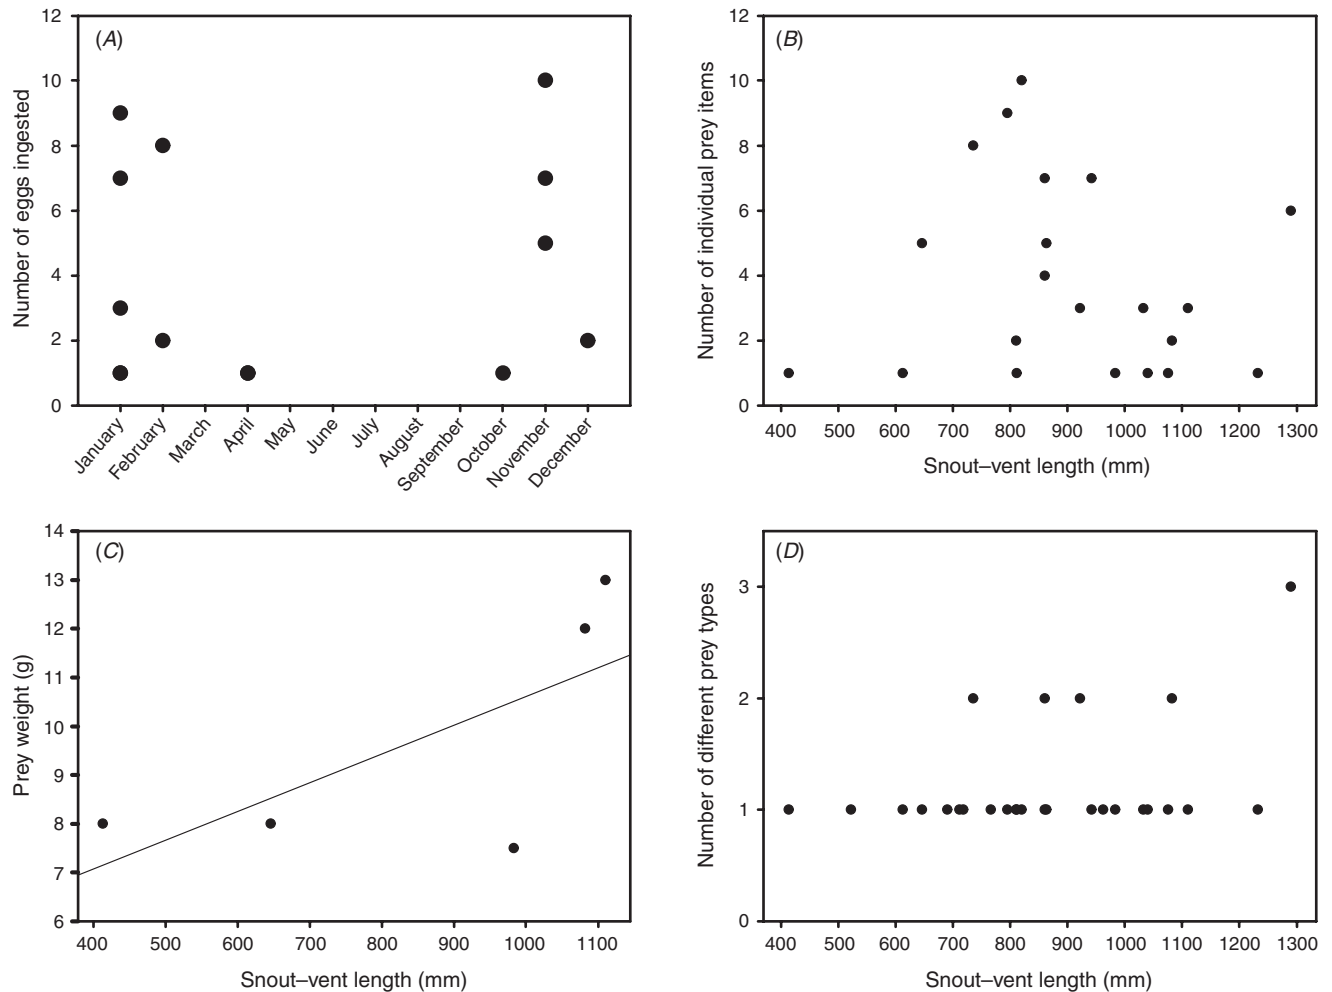 (A)
Number of eggs ingested
12
10
8
6
4
2
0
January
February
March
April
May
June
July
August
September
October
November
December
(B)
Number of individual prey items
12
10
8
6
4
2
0
400 500 600 700 800 900 1000 1100 1200 1300
Snout–vent length (mm)
(C)
Prey weight (g)
14
13
12
11
10
9
8
7
6
400 500 600 700 800 900 1000 1100
Snout–vent length (mm)
(D)
Number of different prey types
3
2
1
0
400 500 600 700 800 900 1000 1100 1200 1300
Snout–vent length (mm)